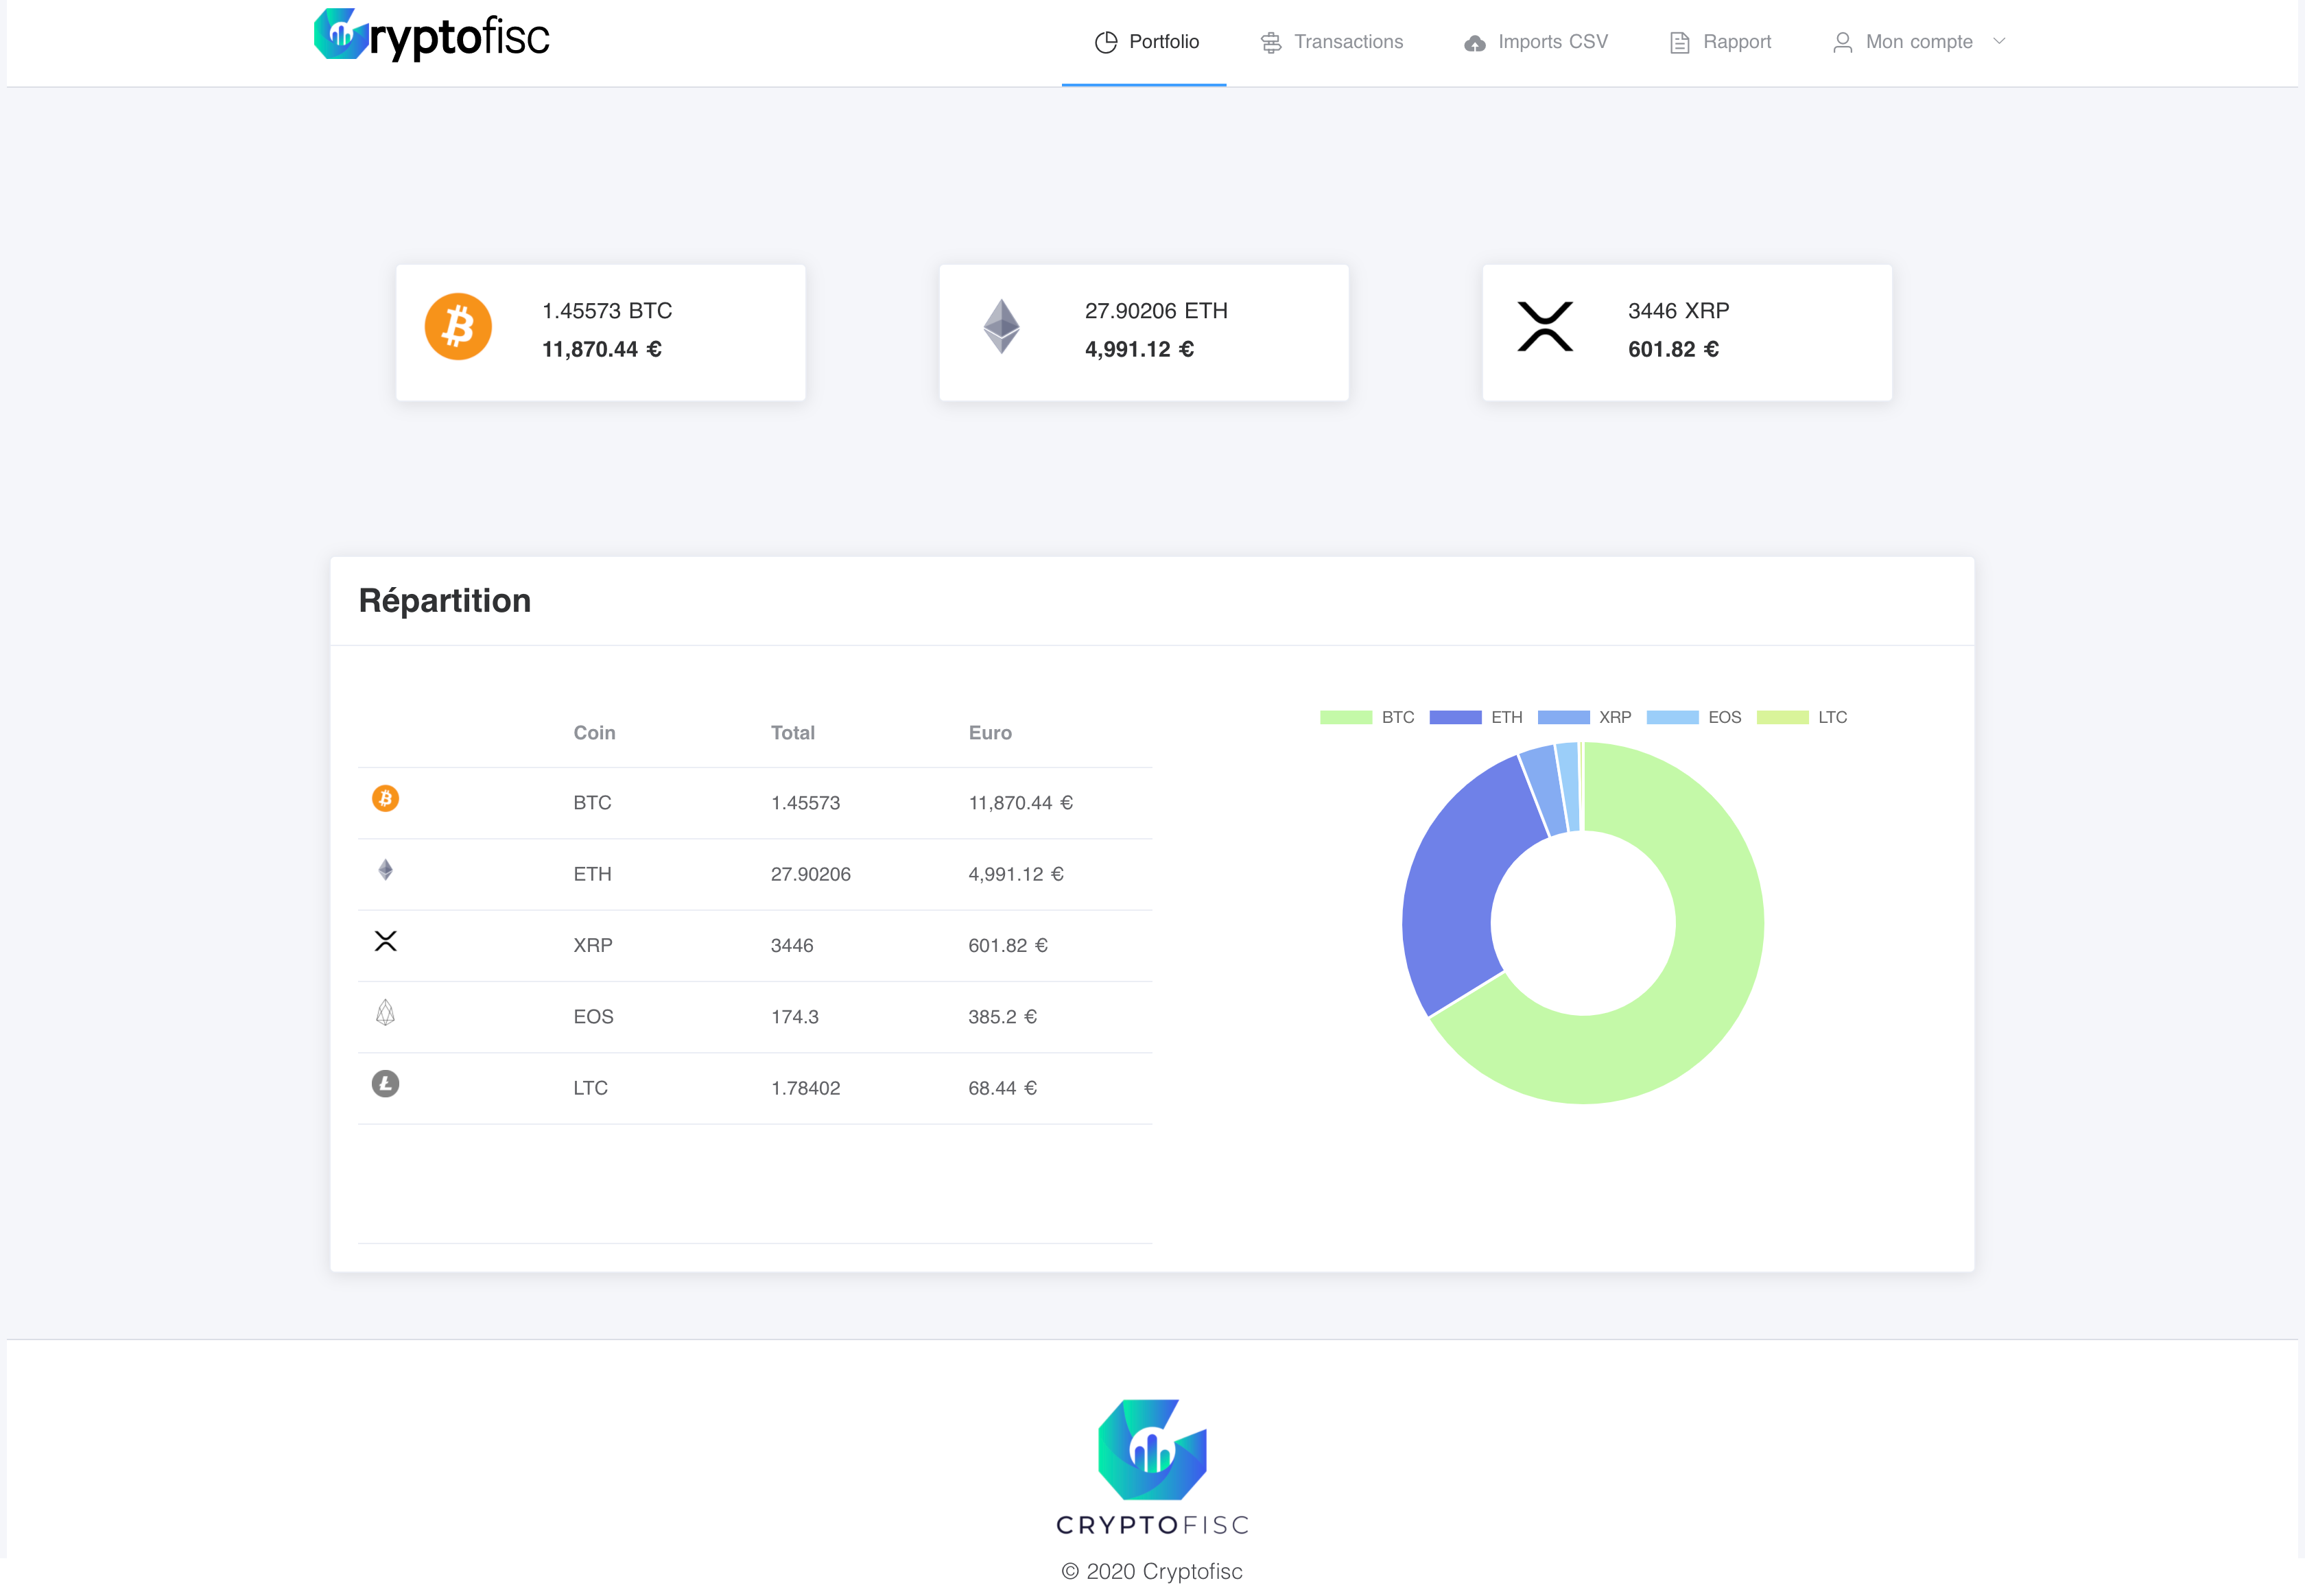 Cryptofisc
Portfolio Transactions Imports CSV Rapport Mon compte
1.45573 BTC
11,870.44 €
27.90206 ETH
4,991.12 €
3446 XRP
601.82 €
Répartition
Coin Total Euro
BTC 1.45573 11,870.44 €
ETH 27.90206 4,991.12 €
XRP 3446 601.82 €
EOS 174.3 385.2 €
LTC 1.78402 68.44 €
BTC ETH XRP EOS LTC
CRYPTOFISC
© 2020 Cryptofisc